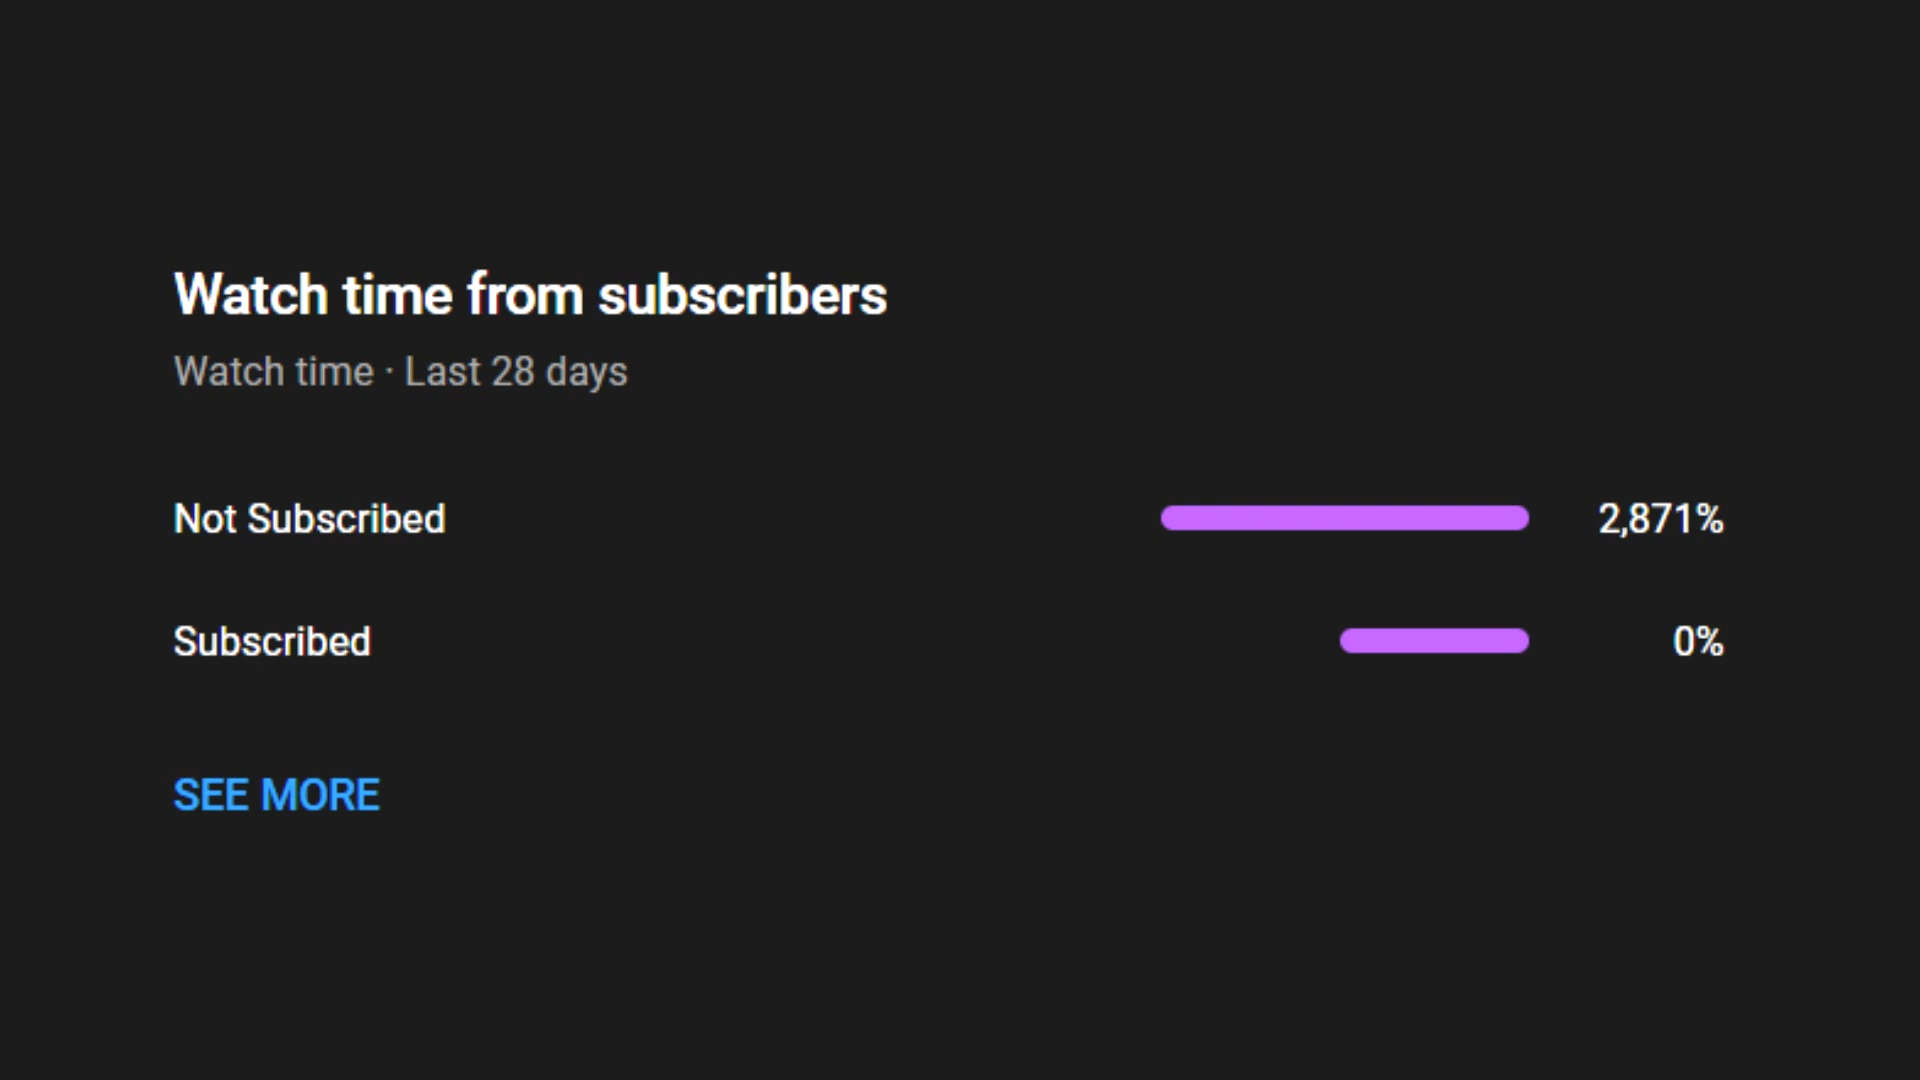 Watch time from subscribers
Watch time · Last 28 days
Not Subscribed 2,871%
Subscribed 0%
SEE MORE